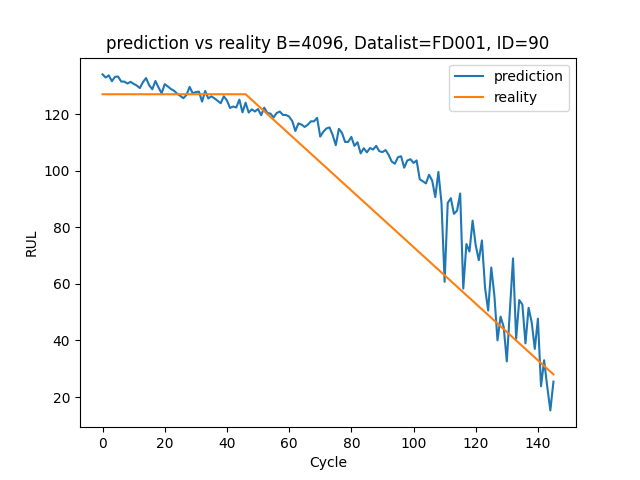 prediction vs reality B=4096, Datalist=FD001, ID=90
prediction
reality
RUL
120
100
80
60
40
20
0 20 40 60 80 100 120 140
Cycle